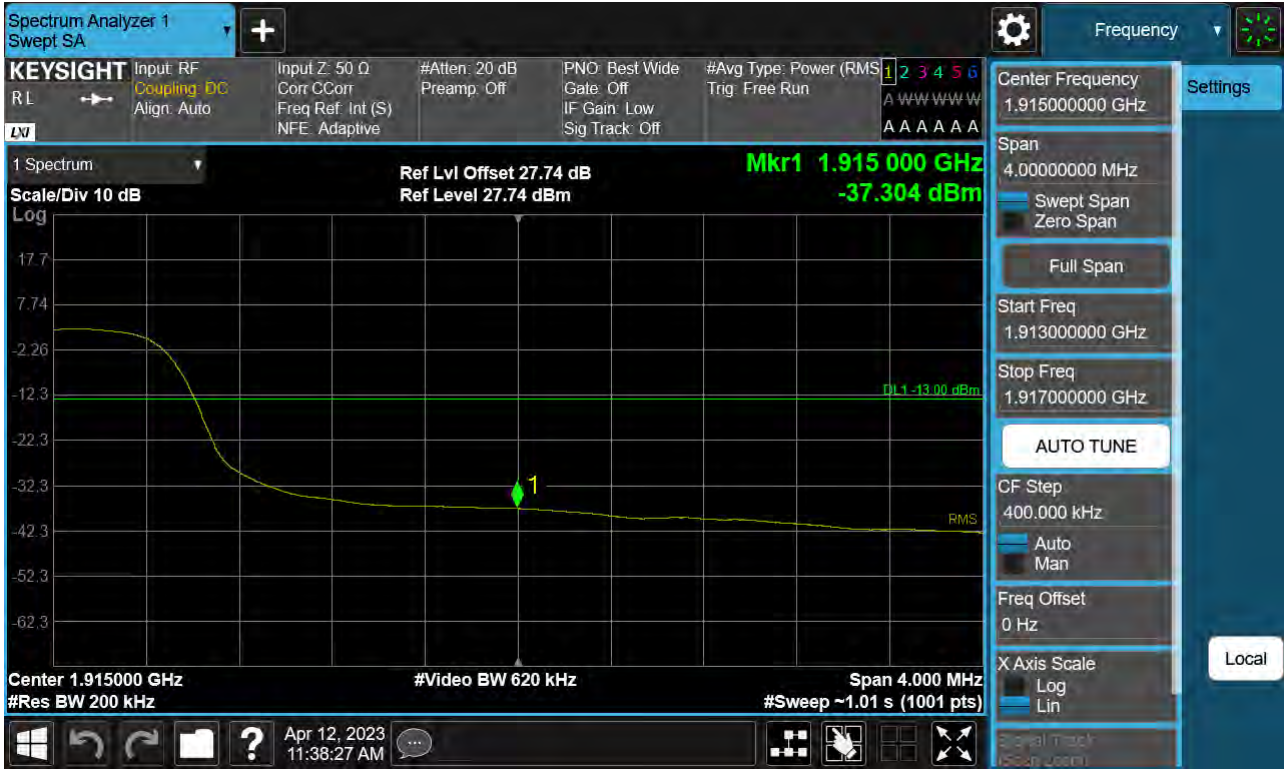 Spectrum Analyzer 1
Swept SA
+
Frequency
KEYSIGHT
R L
LXI
Input: RF
Coupling: DC
Align: Auto
Input Z: 50 Ω
Corr CCorr
Freq Ref: Int (S)
NFE: Adaptive
#Atten: 20 dB
Preamp: Off
PNO: Best Wide
Gate: Off
IF Gain: Low
Sig Track: Off
#Avg Type: Power (RMS
Trig: Free Run
1 2 3 4 5 6
A W W W W W
A A A A A A
1 Spectrum
Scale/Div 10 dB
Log
Ref Lvl Offset 27.74 dB
Ref Level 27.74 dBm
Mkr1 1.915 000 GHz
-37.304 dBm
17.7
7.74
-2.26
-12.3
-22.3
-32.3
-42.3
-52.3
-62.3
DL1 -13.00 dBm
1
RMS
Center 1.915000 GHz
#Res BW 200 kHz
#Video BW 620 kHz
Span 4.000 MHz
#Sweep ~1.01 s (1001 pts)
Center Frequency
1.915000000 GHz
Span
4.00000000 MHz
Swept Span
Zero Span
Full Span
Start Freq
1.913000000 GHz
Stop Freq
1.917000000 GHz
AUTO TUNE
CF Step
400.000 kHz
Auto
Man
Freq Offset
0 Hz
X Axis Scale
Log
Lin
Signal Track
(Span Zoom)
Settings
Local
?
Apr 12, 2023
11:38:27 AM